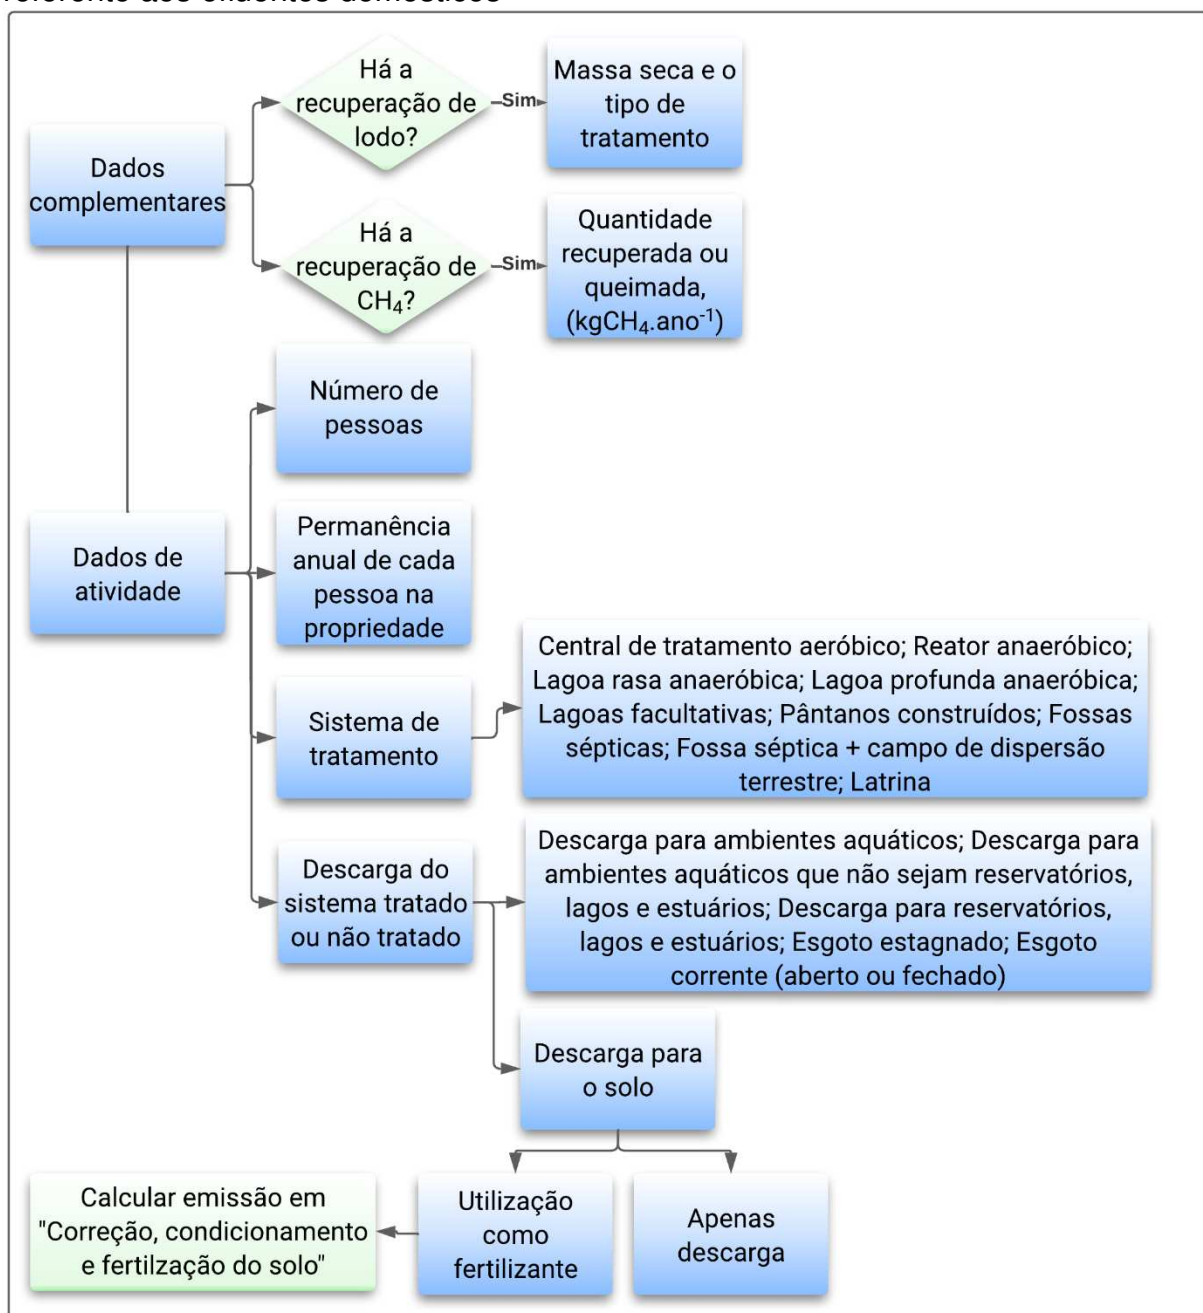 referente aos efluentes domésticos
Há a
recuperação de
lodo?
Sim
Massa seca e o
tipo de
tratamento
Dados
complementares
Há a
recuperação de
CH₄?
Sim
Quantidade
recuperada ou
queimada,
(kgCH₄.ano⁻¹)
Número de
pessoas
Dados de
atividade
Permanência
anual de cada
pessoa na
propriedade
Sistema de
tratamento
Central de tratamento aeróbico; Reator anaeróbico;
Lagoa rasa anaeróbica; Lagoa profunda anaeróbica;
Lagoas facultativas; Pântanos construídos; Fossas
sépticas; Fossa séptica + campo de dispersão
terrestre; Latrina
Descarga do
sistema tratado
ou não tratado
Descarga para ambientes aquáticos; Descarga para
ambientes aquáticos que não sejam reservatórios,
lagos e estuários; Descarga para reservatórios,
lagos e estuários; Esgoto estagnado; Esgoto
corrente (aberto ou fechado)
Descarga para
o solo
Calcular emissão em
"Correção, condicionamento
e fertilzação do solo"
Utilização
como
fertilizante
Apenas
descarga